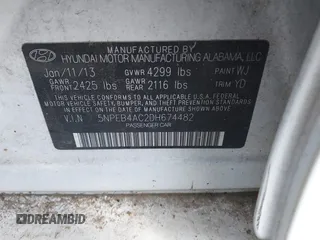 MANUFACTURED BY
HYUNDAI MOTOR MANUFACTURING ALABAMA, LLC
Jan/11/13 GVWR 4299 lbs PAINT WJ
GAWR FRONT 2425 lbs GAWR REAR 2116 lbs TRIM YD
THIS VEHICLE CONFORMS TO ALL APPLICABLE U.S. FEDERAL
MOTOR VEHICLE SAFETY, BUMPER, AND THEFT PREVENTION
STANDARDS IN EFFECT ON THE DATE OF MANUFACTURE SHOWN ABOVE.
V.I.N 5NPEB4AC2DH674482
PASSENGER CAR
DREAMBID AUTO IMPORT